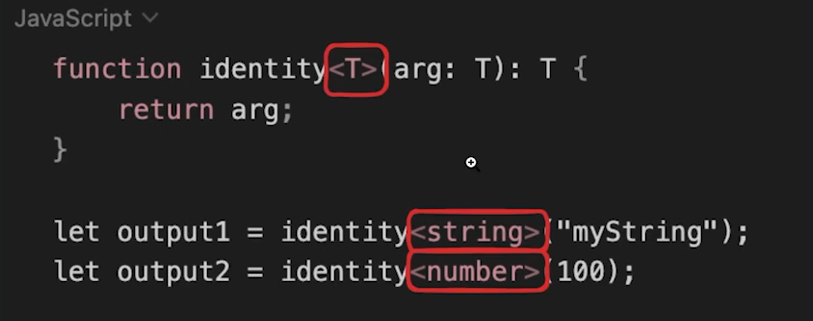 JavaScript
function identity<T>(arg: T): T {
return arg;
}
let output1 = identity<string>("myString");
let output2 = identity<number>(100);